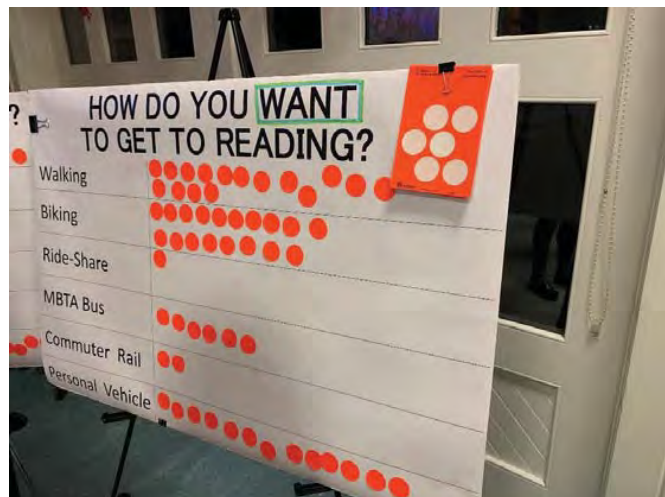 ?
HOW DO YOU WANT
TO GET TO READING?
Walking
Biking
Ride-Share
MBTA Bus
Commuter Rail
Personal Vehicle